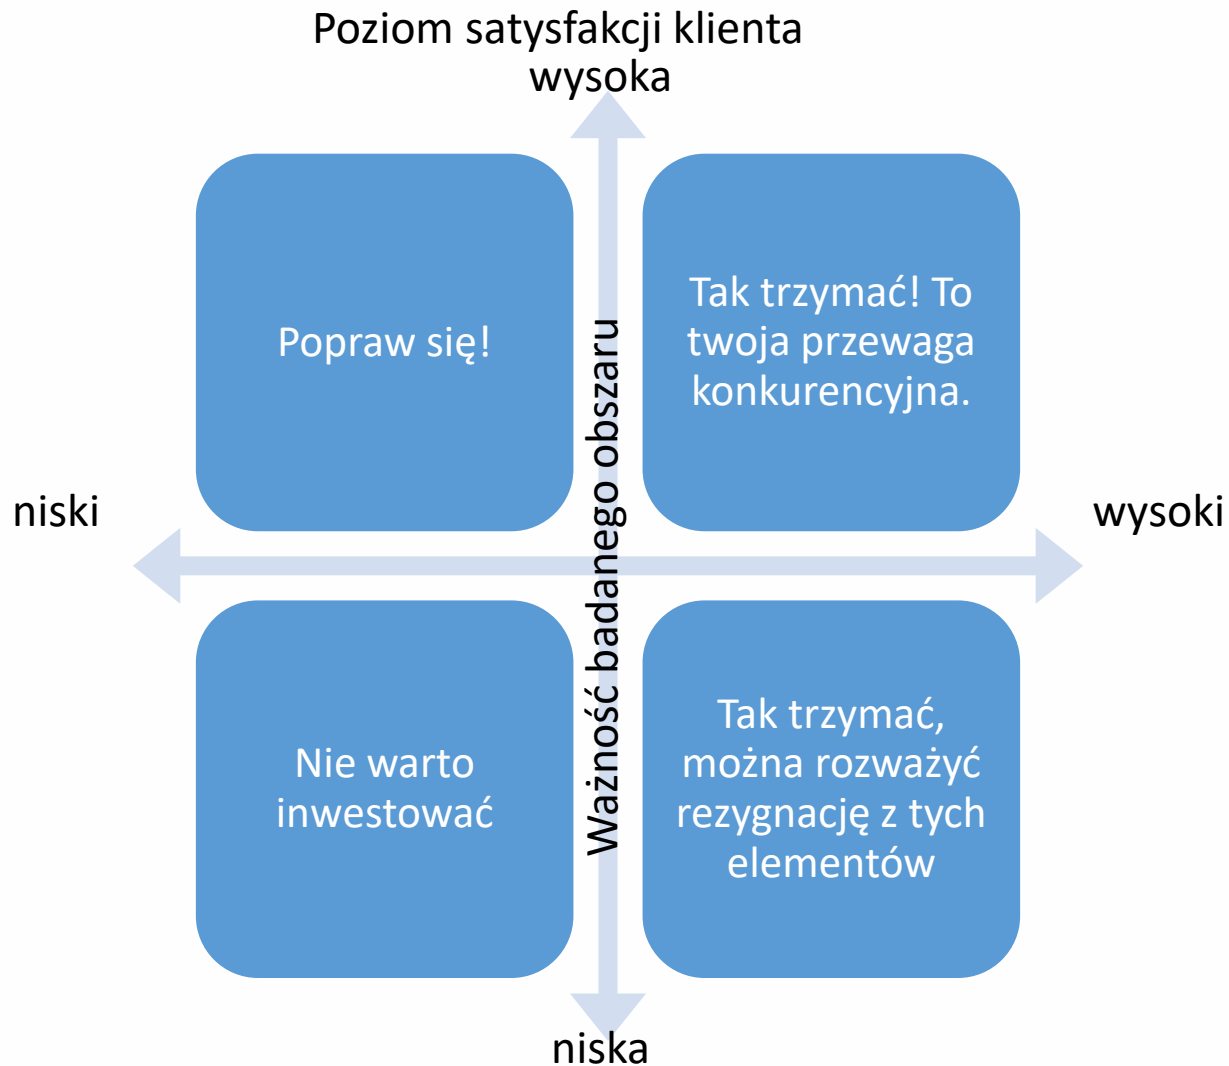 Poziom satysfakcji klienta
wysoka
Popraw się!
Tak trzymać! To
twoja przewaga
konkurencyjna.
Ważność badanego obszaru
niski
wysoki
Nie warto
inwestować
Tak trzymać,
można rozważyć
rezygnację z tych
elementów
niska